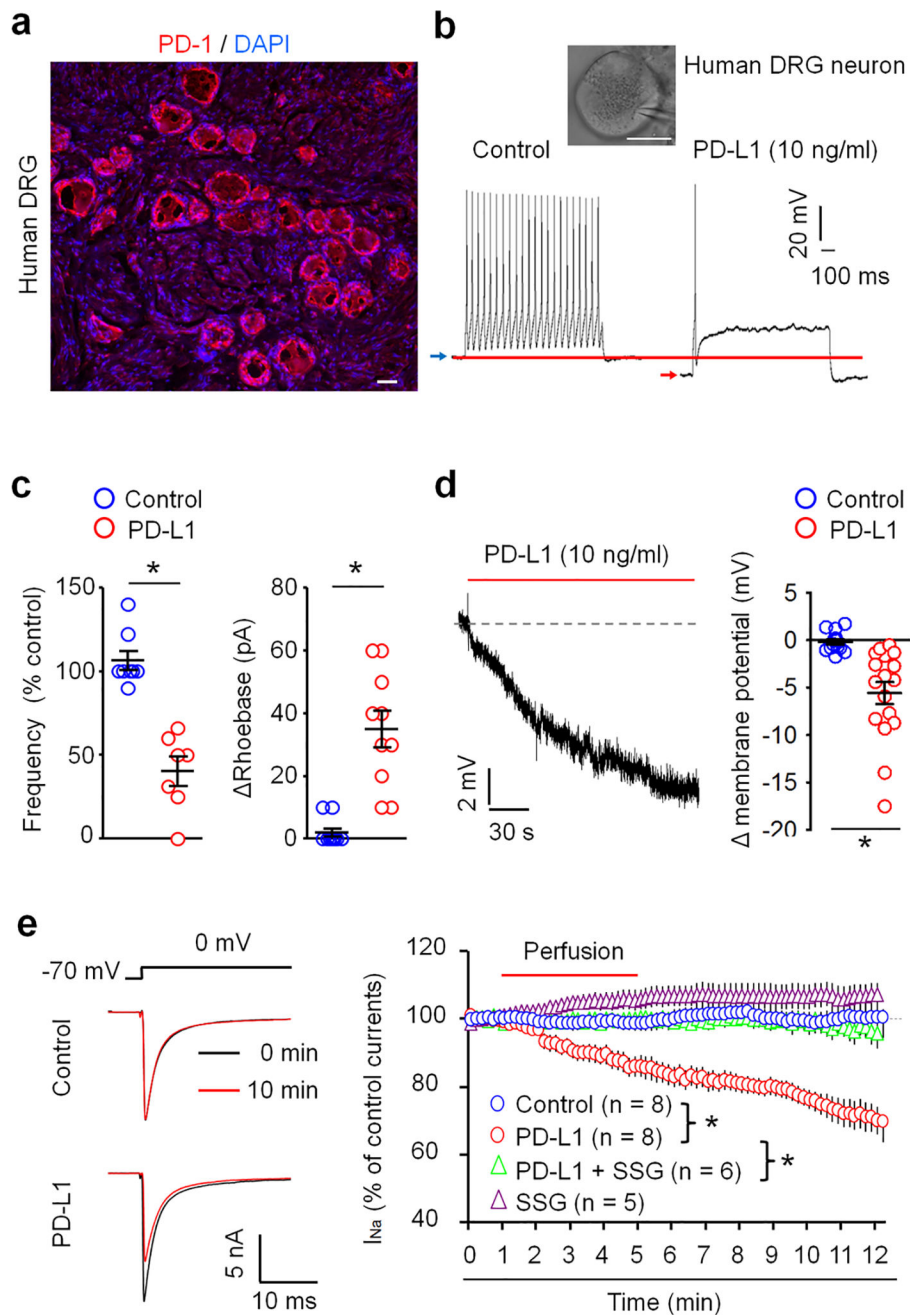 a
PD-1 / DAPI
Human DRG
b
Human DRG neuron
Control
PD-L1 (10 ng/ml)
20 mV
100 ms
c
Control
PD-L1
*
*
Frequency (% control)
150
100
50
0
ΔRhoebase (pA)
80
60
40
20
0
d
PD-L1 (10 ng/ml)
2 mV
30 s
Control
PD-L1
Δ membrane potential (mV)
5
0
-5
-10
-15
-20
*
e
0 mV
-70 mV
Control
0 min
10 min
PD-L1
5 nA
10 ms
INa (% of control currents)
120
100
80
60
40
Perfusion
Control (n = 8)
PD-L1 (n = 8)
PD-L1 + SSG (n = 6)
SSG (n = 5)
*
*
0 1 2 3 4 5 6 7 8 9 10 11 12
Time (min)